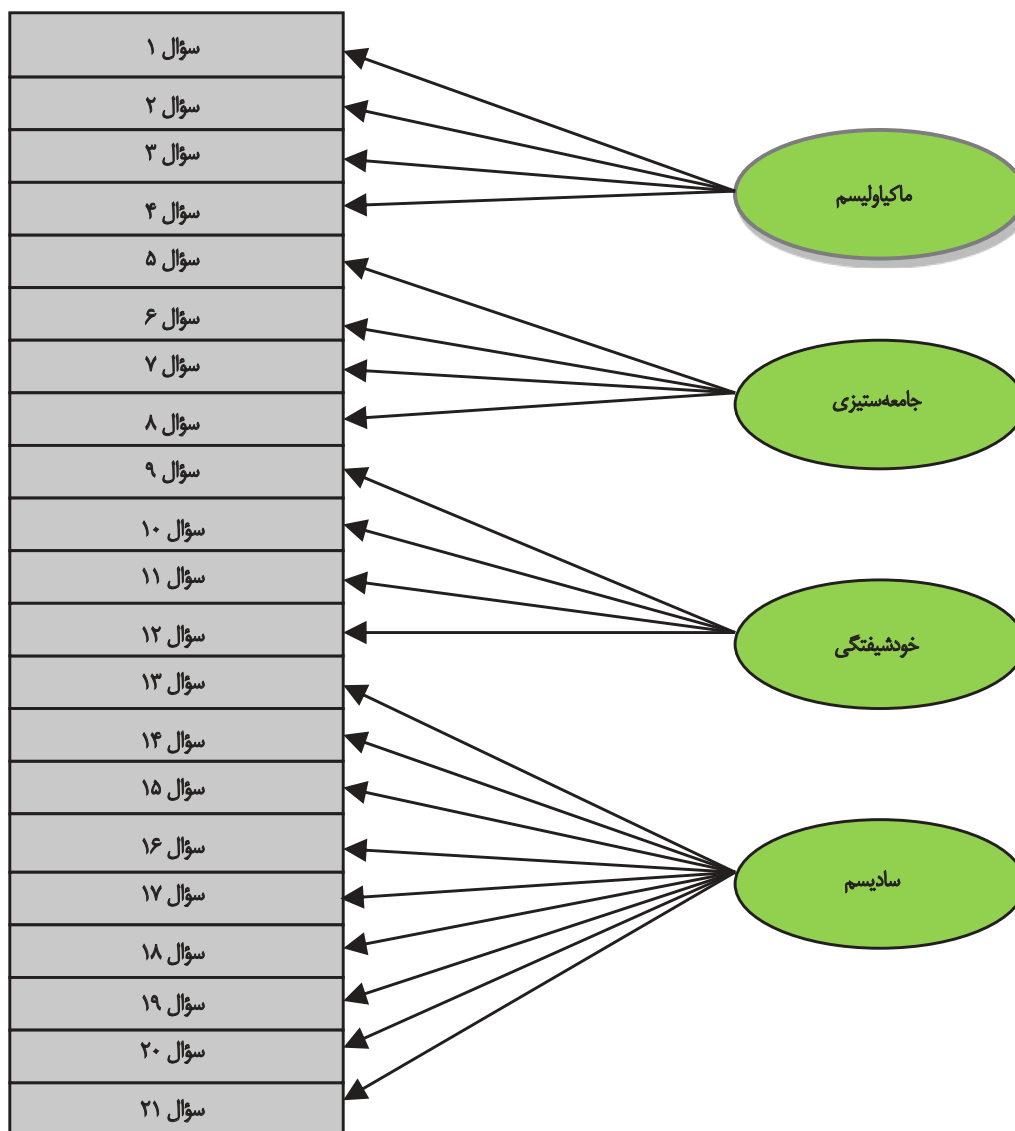 سؤال ۱
سؤال ۲
سؤال ۳
سؤال ۴
سؤال ۵
سؤال ۶
سؤال ۷
سؤال ۸
سؤال ۹
سؤال ۱۰
سؤال ۱۱
سؤال ۱۲
سؤال ۱۳
سؤال ۱۴
سؤال ۱۵
سؤال ۱۶
سؤال ۱۷
سؤال ۱۸
سؤال ۱۹
سؤال ۲۰
سؤال ۲۱
ماکیاولیسم
جامعه‌ستیزی
خودشیفتگی
سادیسم